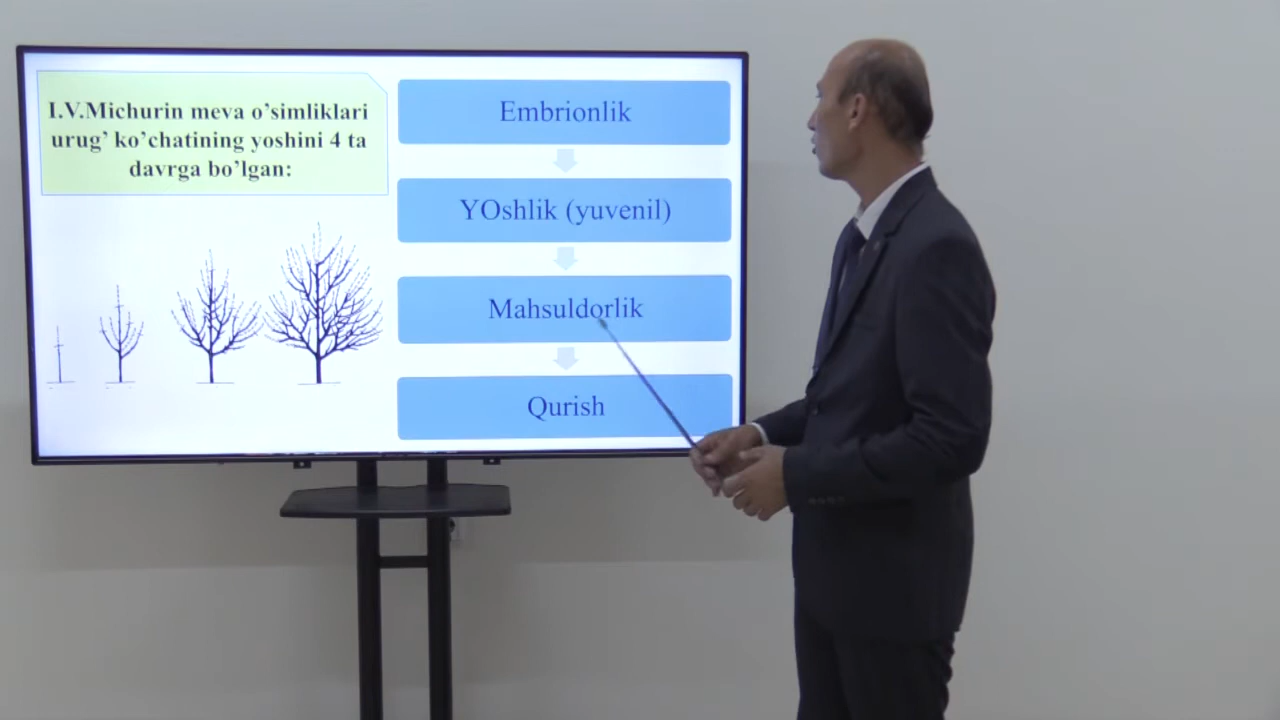 I.V.Michurin meva o’simliklari
urug’ ko’chatining yoshini 4 ta
davrga bo’lgan:
Embrionlik
YOshlik (yuvenil)
Mahsuldorlik
Qurish